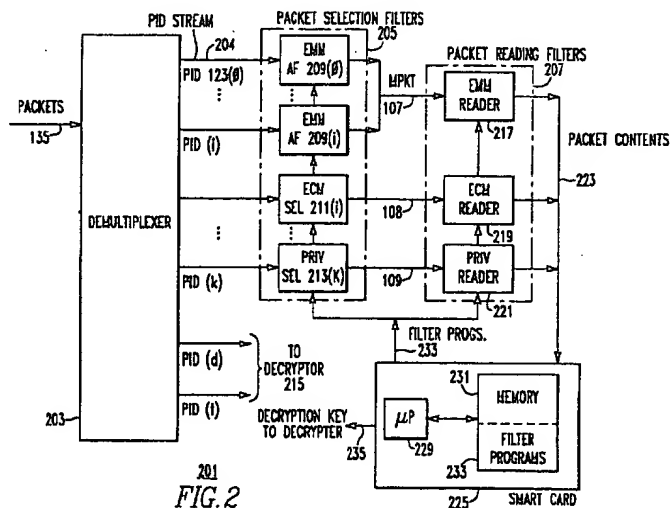 PID STREAM
PACKET SELECTION FILTERS
204
205
PACKET READING FILTERS
207
PID 123(∅)
EMM
AF 209(∅)
MPKT
107
EMM
READER
217
PACKETS
135
PID (i)
EMM
AF 209(i)
PACKET CONTENTS
223
DEMULTIPLEXER
ECM
SEL 211(i)
108
ECM
READER
219
PID (k)
PRIV
SEL 213(K)
109
PRIV
READER
221
FILTER PROGS.
233
PID (d)
TO
DECRYPTOR
215
PID (l)
203
231
MEMORY
DECRYPTION KEY
TO DECRYPTER
235
μP
229
FILTER
PROGRAMS
233
201
FIG. 2
225
SMART CARD